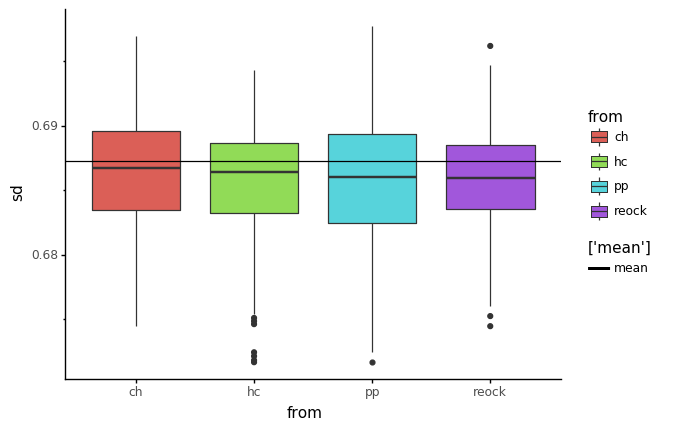 0.69
0.68
sd
ch
hc
pp
reock
from
from
ch
hc
pp
reock
['mean']
mean